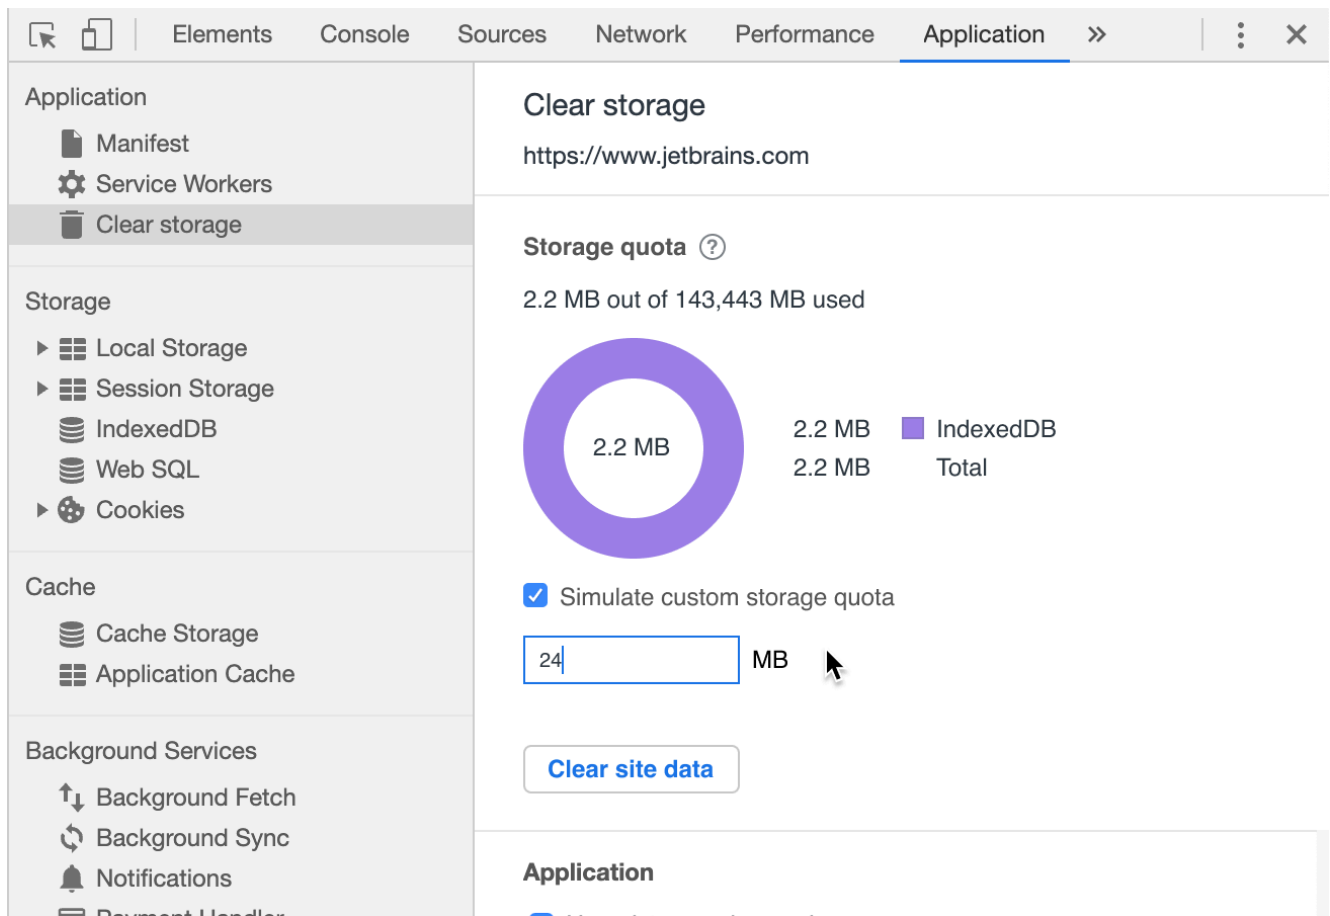 Elements Console Sources Network Performance Application
Application
Manifest
Service Workers
Clear storage
Storage
Local Storage
Session Storage
IndexedDB
Web SQL
Cookies
Cache
Cache Storage
Application Cache
Background Services
Background Fetch
Background Sync
Notifications
Payment Handler
Clear storage
https://www.jetbrains.com
Storage quota ?
2.2 MB out of 143,443 MB used
2.2 MB
2.2 MB IndexedDB
2.2 MB Total
Simulate custom storage quota
24 MB
Clear site data
Application